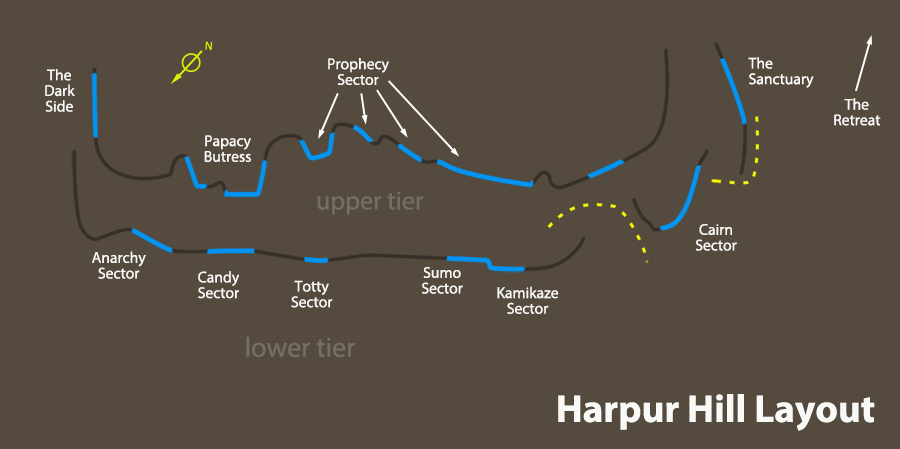 N
The
Dark
Side
Prophecy
Sector
The
Sanctuary
The
Retreat
Papacy
Butress
upper tier
Cairn
Sector
Anarchy
Sector
Candy
Sector
Totty
Sector
Sumo
Sector
Kamikaze
Sector
lower tier
Harpur Hill Layout